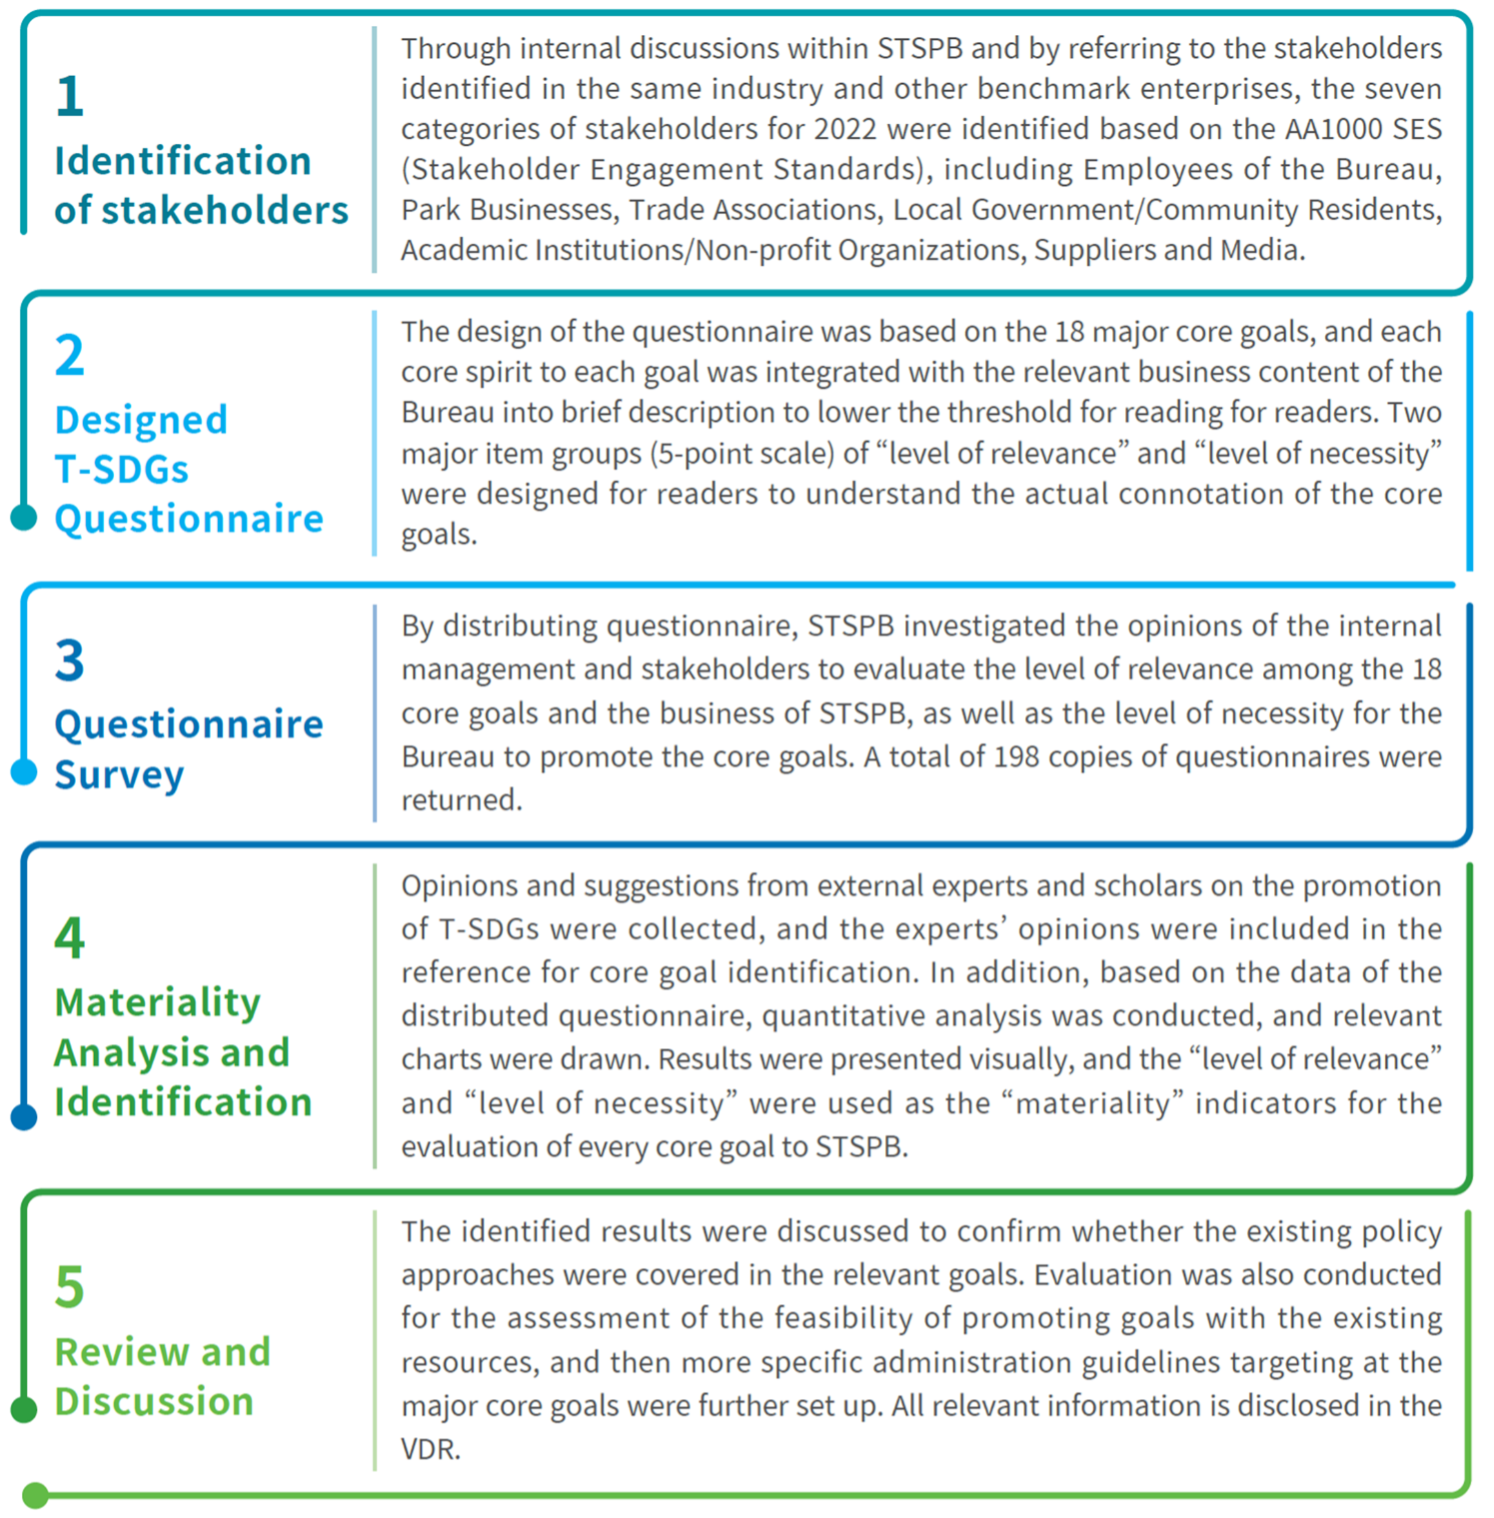 1
Identification
of stakeholders
Through internal discussions within STSPB and by referring to the stakeholders
identified in the same industry and other benchmark enterprises, the seven
categories of stakeholders for 2022 were identified based on the AA1000 SES
(Stakeholder Engagement Standards), including Employees of the Bureau,
Park Businesses, Trade Associations, Local Government/Community Residents,
Academic Institutions/Non-profit Organizations, Suppliers and Media.
2
Designed
T-SDGs
Questionnaire
The design of the questionnaire was based on the 18 major core goals, and each
core spirit to each goal was integrated with the relevant business content of the
Bureau into brief description to lower the threshold for reading for readers. Two
major item groups (5-point scale) of “level of relevance” and “level of necessity”
were designed for readers to understand the actual connotation of the core
goals.
3
Questionnaire
Survey
By distributing questionnaire, STSPB investigated the opinions of the internal
management and stakeholders to evaluate the level of relevance among the 18
core goals and the business of STSPB, as well as the level of necessity for the
Bureau to promote the core goals. A total of 198 copies of questionnaires were
returned.
4
Materiality
Analysis and
Identification
Opinions and suggestions from external experts and scholars on the promotion
of T-SDGs were collected, and the experts’ opinions were included in the
reference for core goal identification. In addition, based on the data of the
distributed questionnaire, quantitative analysis was conducted, and relevant
charts were drawn. Results were presented visually, and the “level of relevance”
and “level of necessity” were used as the “materiality” indicators for the
evaluation of every core goal to STSPB.
5
Review and
Discussion
The identified results were discussed to confirm whether the existing policy
approaches were covered in the relevant goals. Evaluation was also conducted
for the assessment of the feasibility of promoting goals with the existing
resources, and then more specific administration guidelines targeting at the
major core goals were further set up. All relevant information is disclosed in the
VDR.